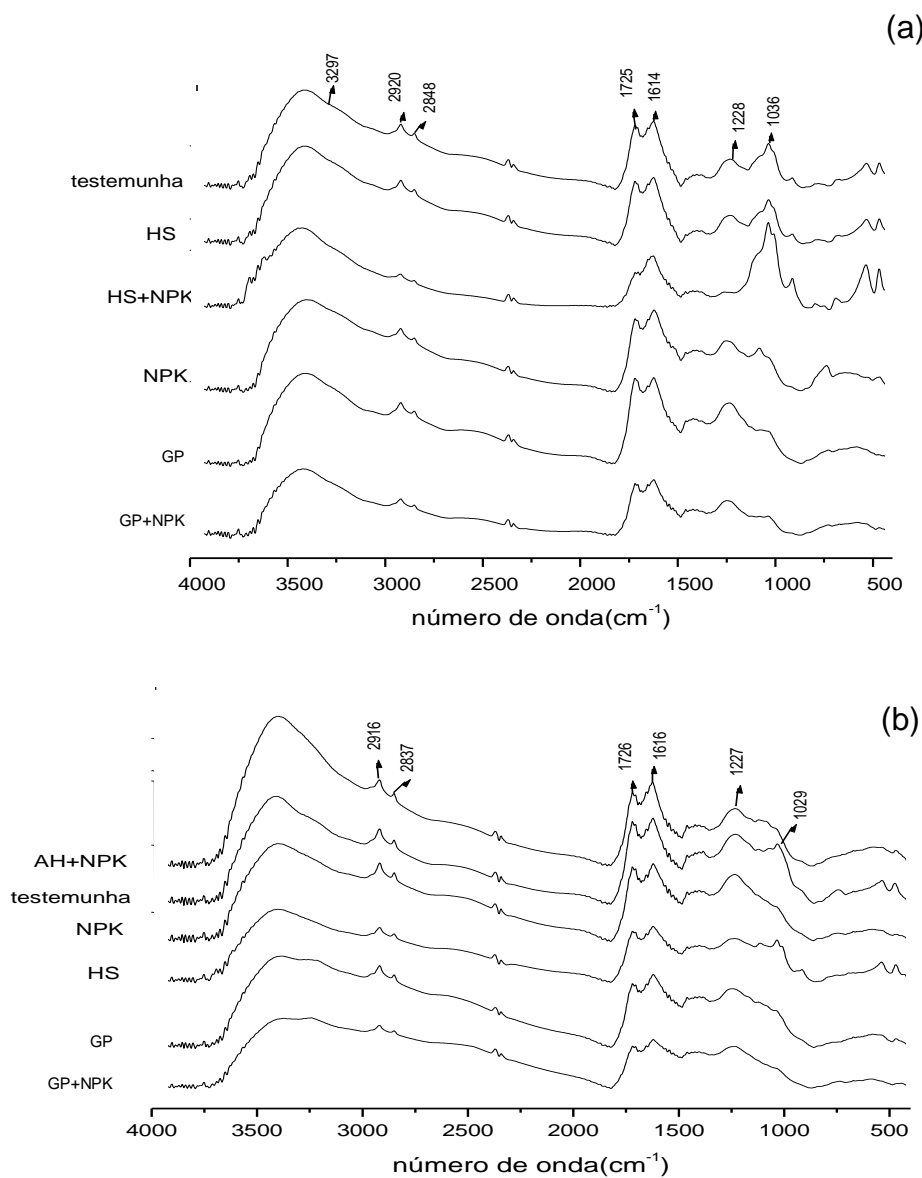 (a)
3297
2920
2848
1725
1614
1228
1036
testemunha
HS
HS+NPK
NPK
GP
GP+NPK
4000 3500 3000 2500 2000 1500 1000 500
número de onda(cm⁻¹)
(b)
2916
2837
1726
1616
1227
1029
AH+NPK
testemunha
NPK
HS
GP
GP+NPK
4000 3500 3000 2500 2000 1500 1000 500
número de onda(cm⁻¹)